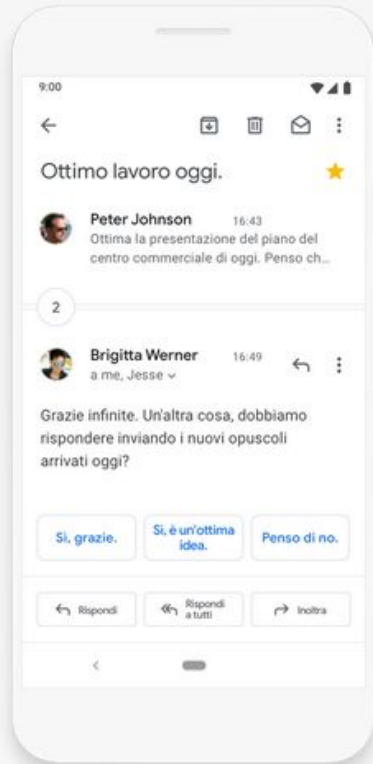 9:00
Ottimo lavoro oggi.
Peter Johnson 16:43
Ottima la presentazione del piano del
centro commerciale di oggi. Penso ch...
2
Brigitta Werner 16:49
a me, Jesse
Grazie infinite. Un'altra cosa, dobbiamo
rispondere inviando i nuovi opuscoli
arrivati oggi?
Sì, grazie.
Sì, è un'ottima
idea.
Penso di no.
Rispondi
Rispondi
a tutti
Inoltra